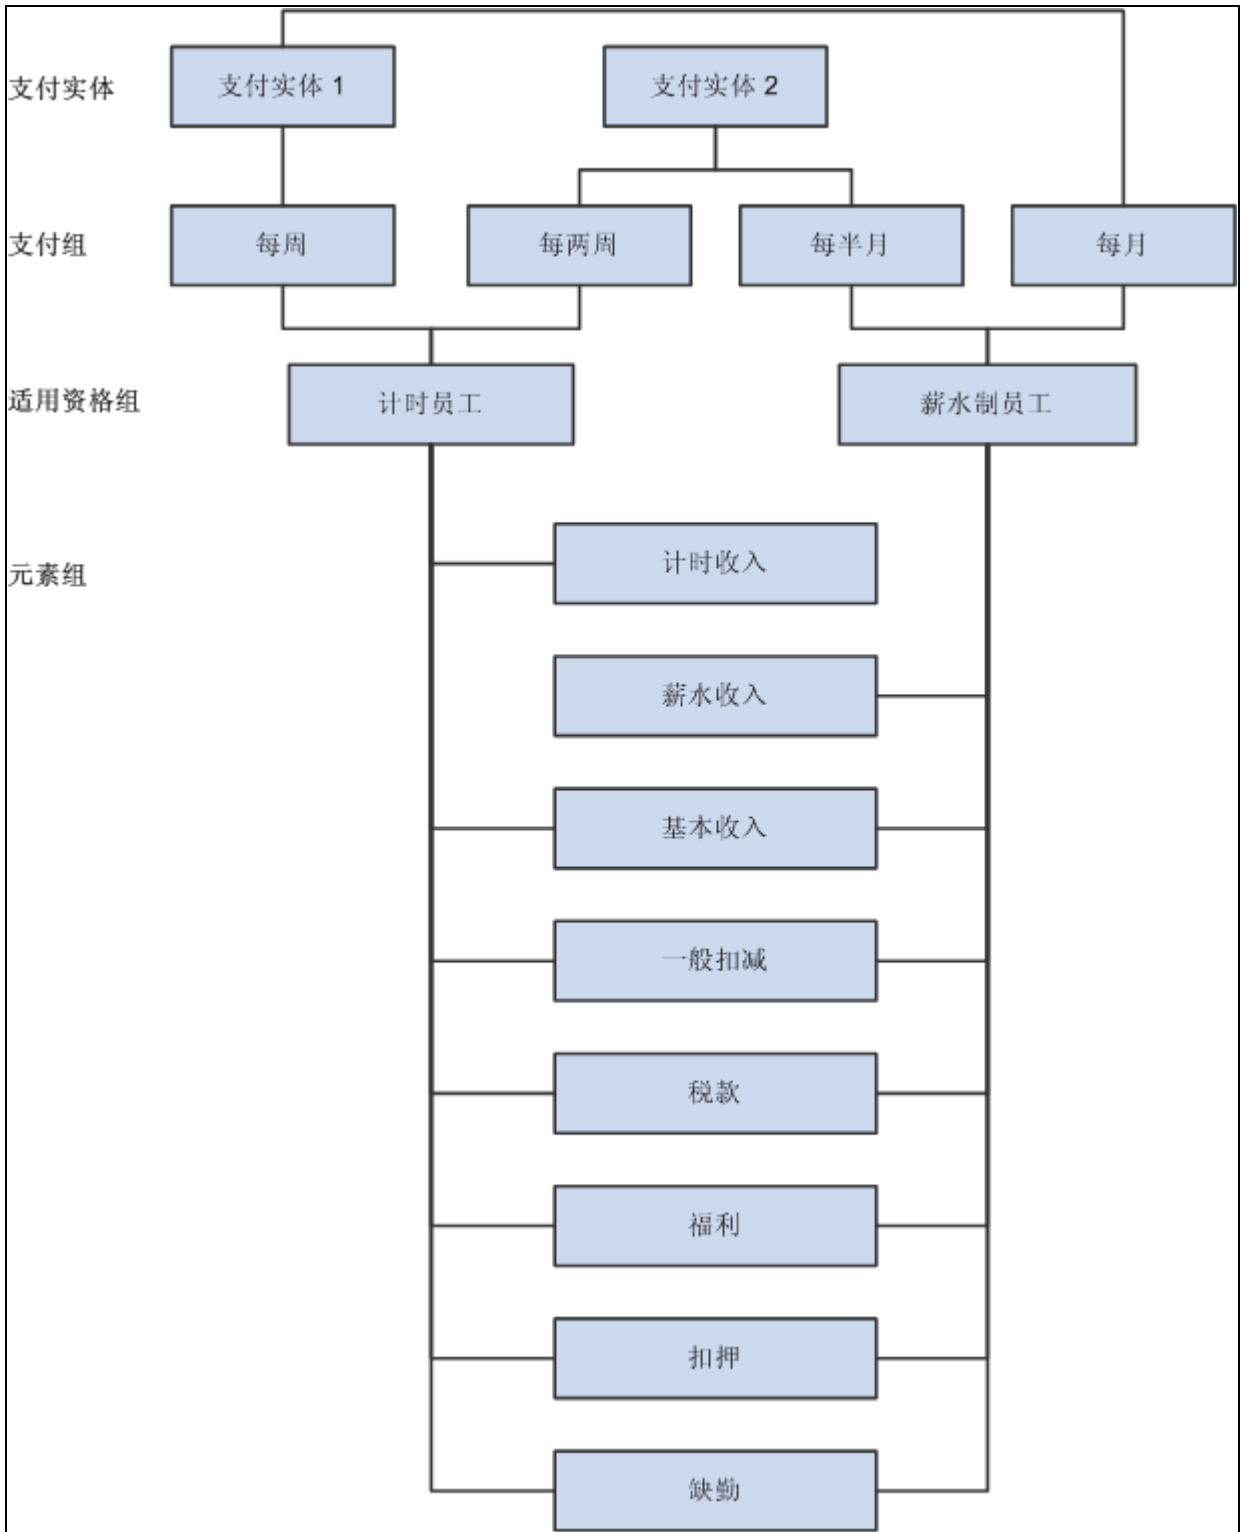 支付实体
支付实体 1
支付实体 2
支付组
每周
每两周
每半月
每月
适用资格组
计时员工
薪水制员工
元素组
计时收入
薪水收入
基本收入
一般扣减
税款
福利
扣押
缺勤